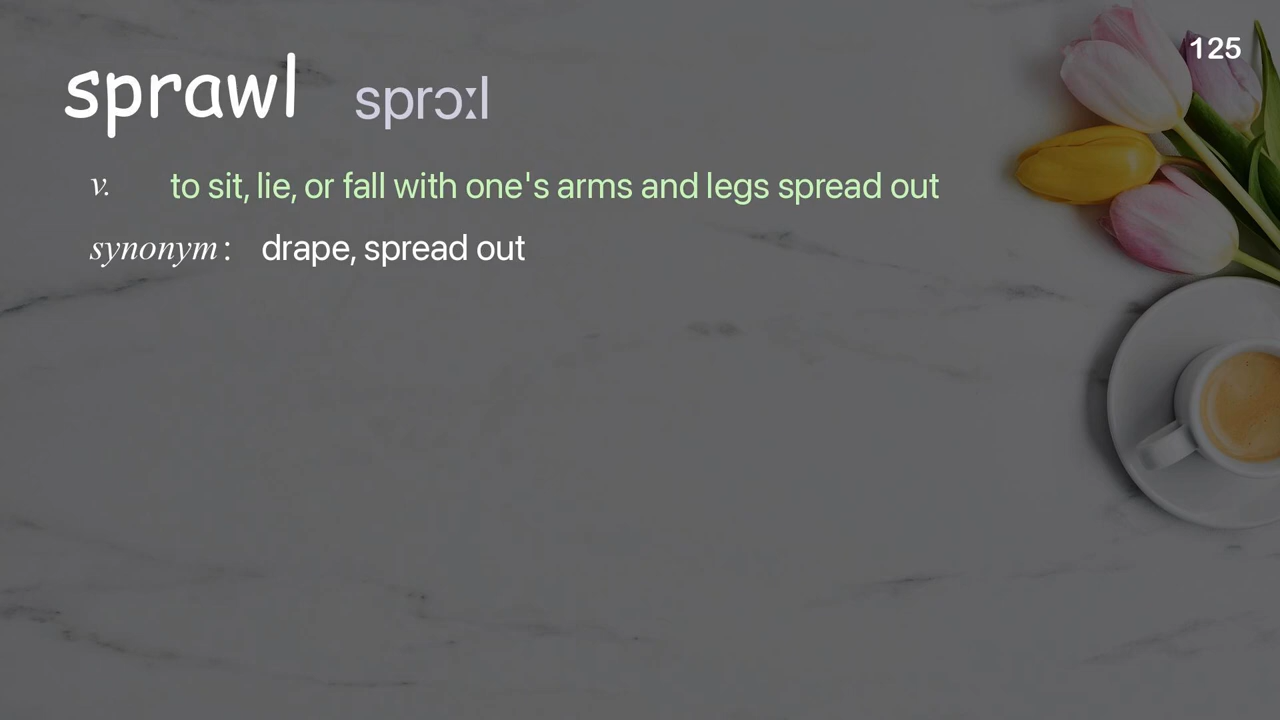 125
sprawl sprɔːl
v. to sit, lie, or fall with one's arms and legs spread out
synonym: drape, spread out